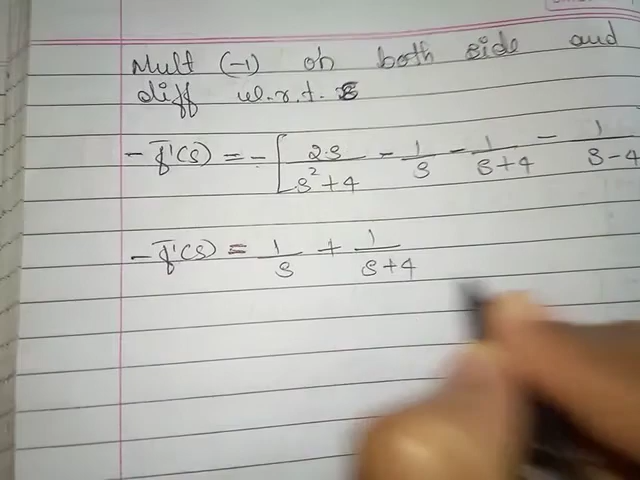 Mult (-1) on both side and
diff w.r.t. s
-f̄'(s) = -[2s/(s²+4) - 1/s - 1/(s+4) - 1/(s-4)
-f̄'(s) = 1/s + 1/(s+4)